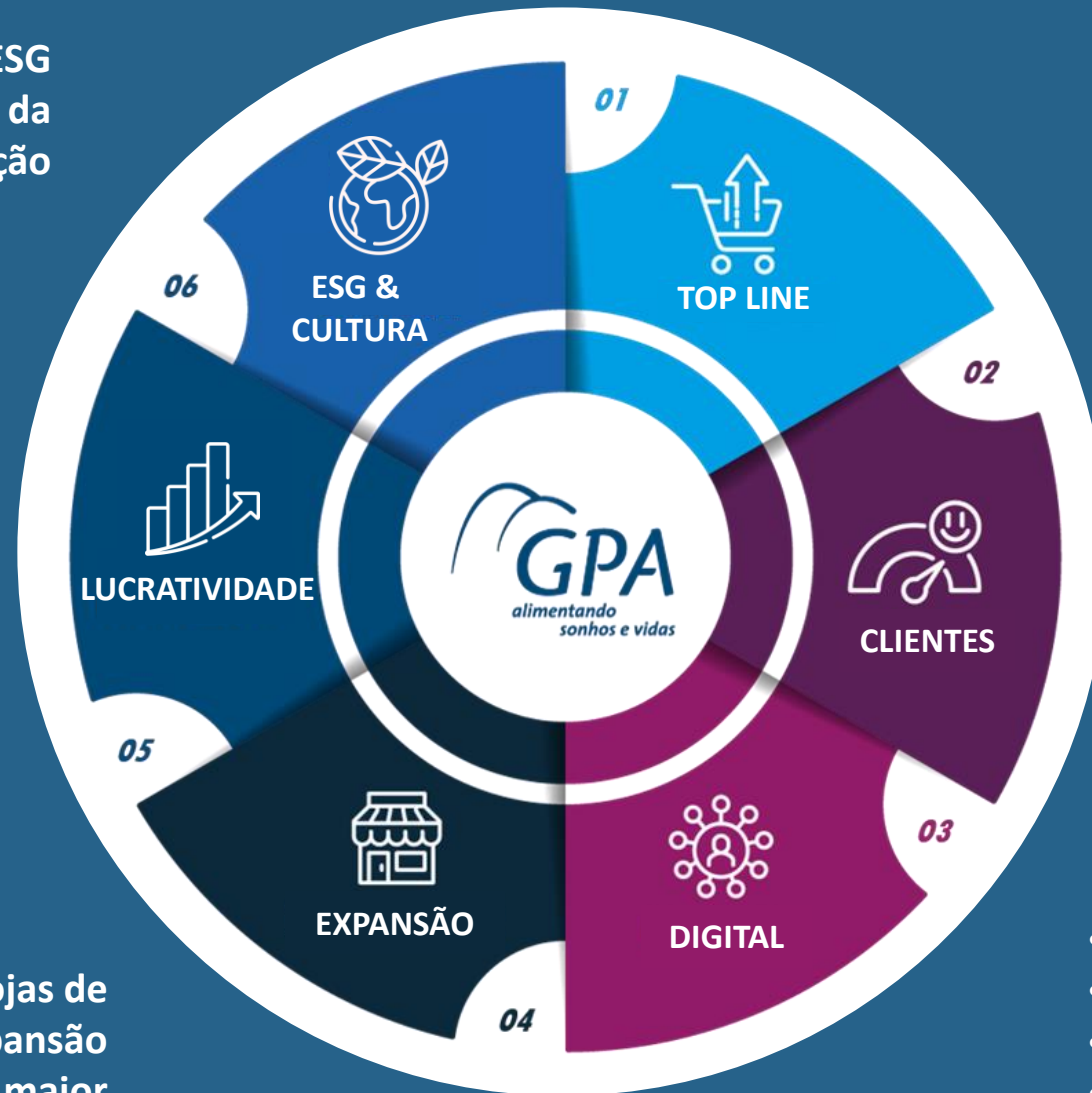 ESG
da
ção
01
TOP LINE
02
CLIENTES
03
DIGITAL
04
EXPANSÃO
05
LUCRATIVIDADE
06
ESG &
CULTURA
GPA
alimentando
sonhos e vidas
ojas de
pansão
maior